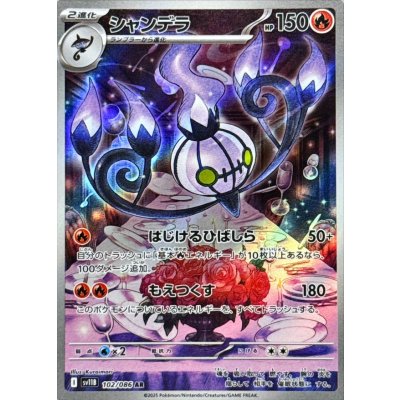 2進化
シャンデラ
ランプラーから進化
HP 150
はじけるひばしら 50+
自分のトラッシュに「基本エネルギー」が10枚以上あるなら、
100ダメージ追加。
もえつくす 180
このポケモンについているエネルギーを、すべてトラッシュする。
弱点 ×2 抵抗力 にげる
Illus. Kuroimori
I sv11B 102/086 AR
©2025 Pokémon/Nintendo/Creatures/GAME FREAK.